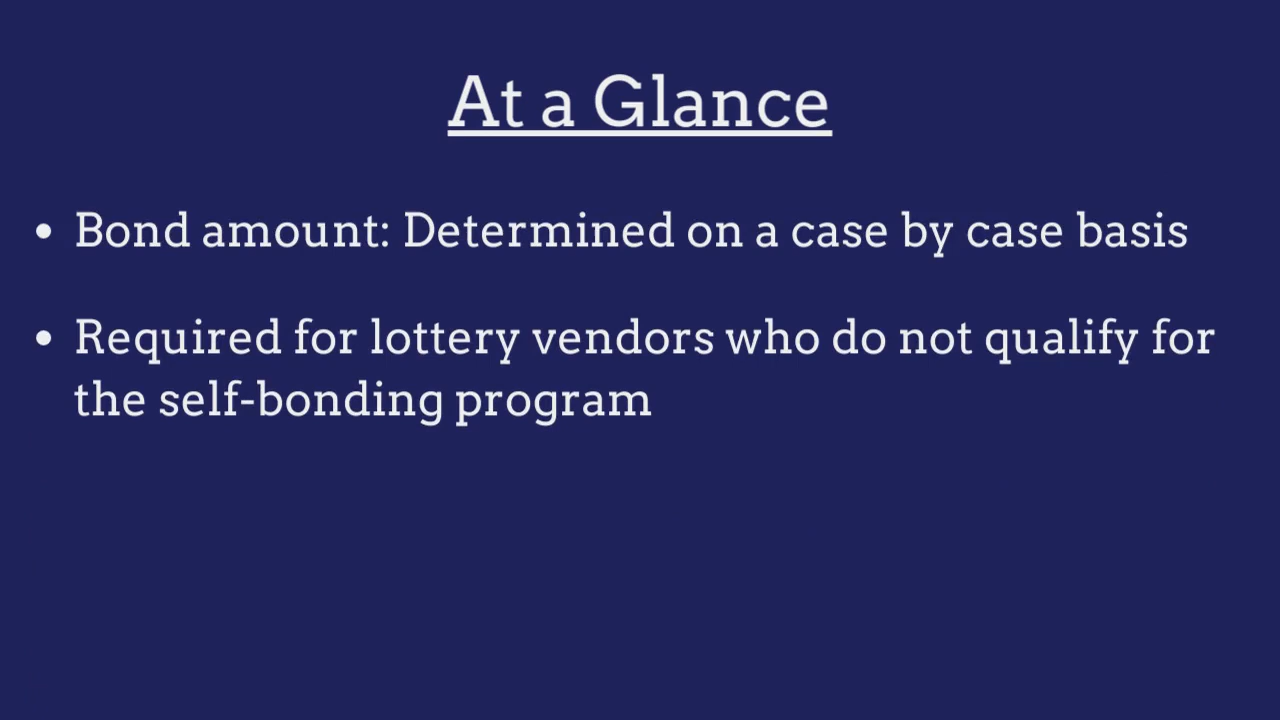 At a Glance
• Bond amount: Determined on a case by case basis
• Required for lottery vendors who do not qualify for
the self-bonding program